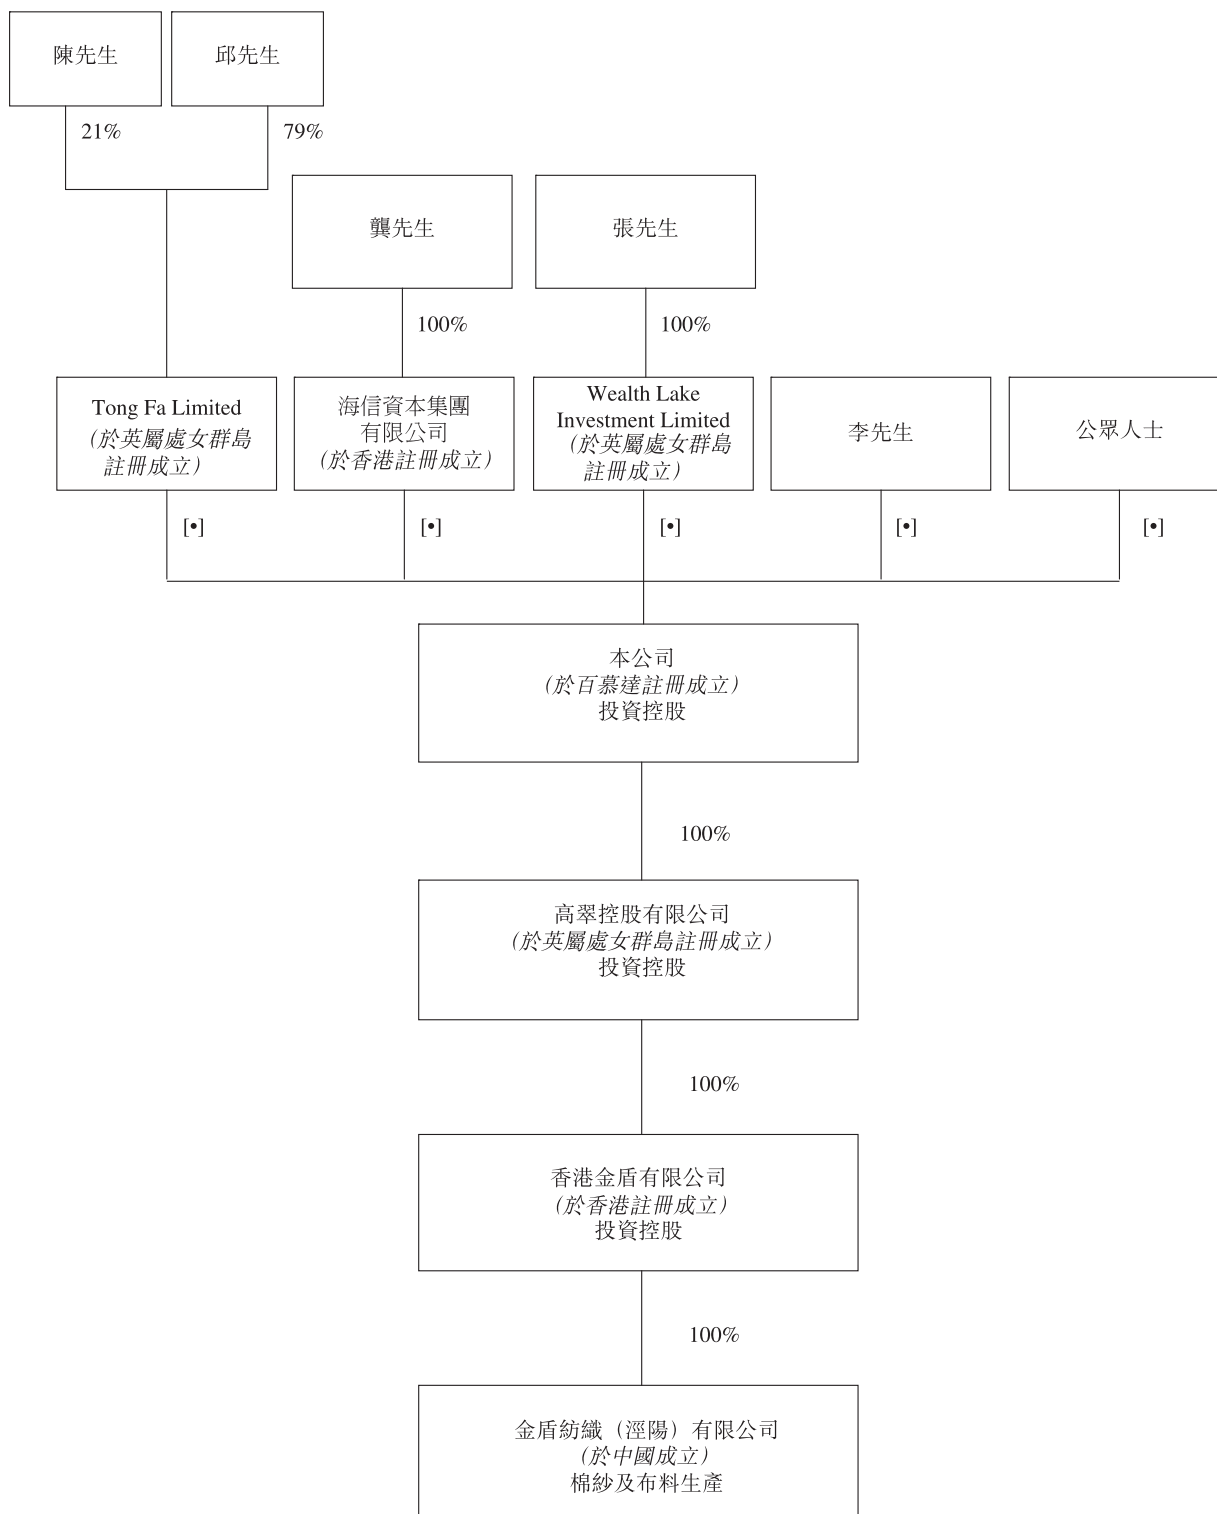 陳先生
邱先生
21%
79%
龔先生
張先生
100%
100%
Tong Fa Limited
（於英屬處女群島
註冊成立）
海信資本集團
有限公司
（於香港註冊成立）
Wealth Lake
Investment Limited
（於英屬處女群島
註冊成立）
李先生
公眾人士
[•]
[•]
[•]
[•]
[•]
本公司
（於百慕達註冊成立）
投資控股
100%
高翠控股有限公司
（於英屬處女群島註冊成立）
投資控股
100%
香港金盾有限公司
（於香港註冊成立）
投資控股
100%
金盾紡織（涇陽）有限公司
（於中國成立）
棉紗及布料生產